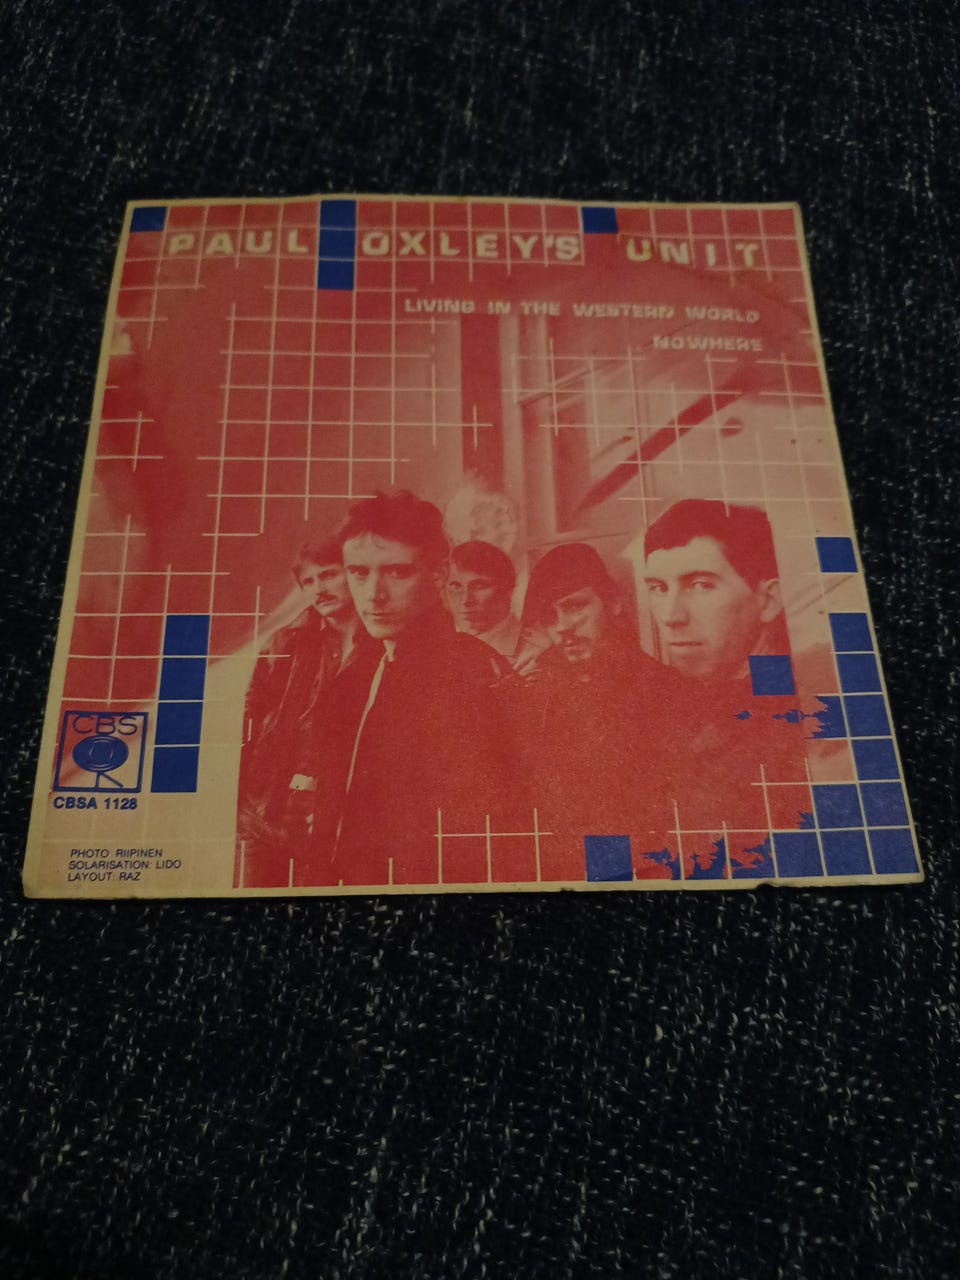 PAUL OXLEY'S UNIT
LIVING IN THE WESTERN WORLD
NOWHERE
CBS
CBSA 1128
PHOTO: RIIPINEN
SOLARISATION: LIDO
LAYOUT: RAZ